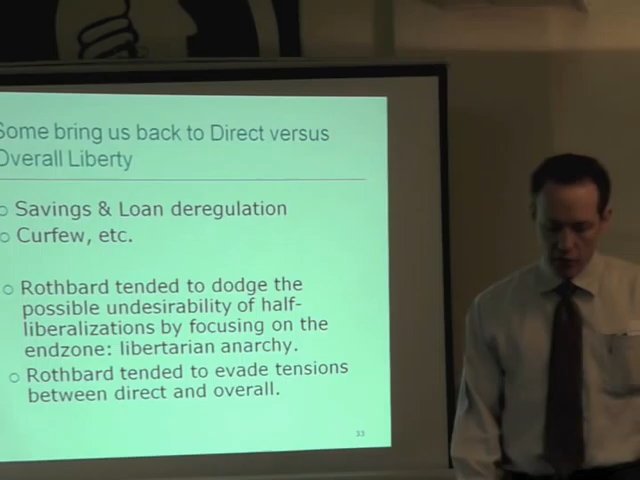 Some bring us back to Direct versus
Overall Liberty
Savings & Loan deregulation
Curfew, etc.
Rothbard tended to dodge the
possible undesirability of half-
liberalizations by focusing on the
endzone: libertarian anarchy.
Rothbard tended to evade tensions
between direct and overall.
33